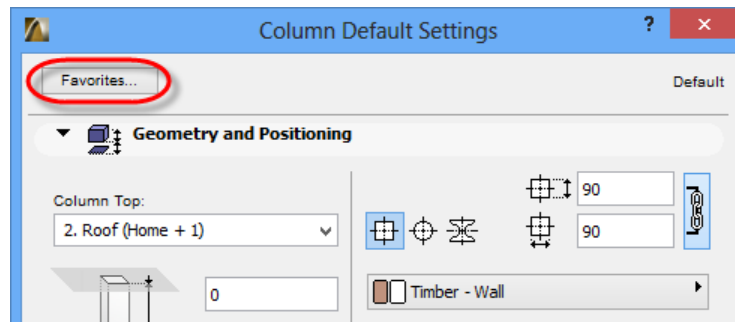 Column Default Settings ? ×
Favorites...
Default
Geometry and Positioning
Column Top:
2. Roof (Home + 1)
90
90
0
Timber - Wall